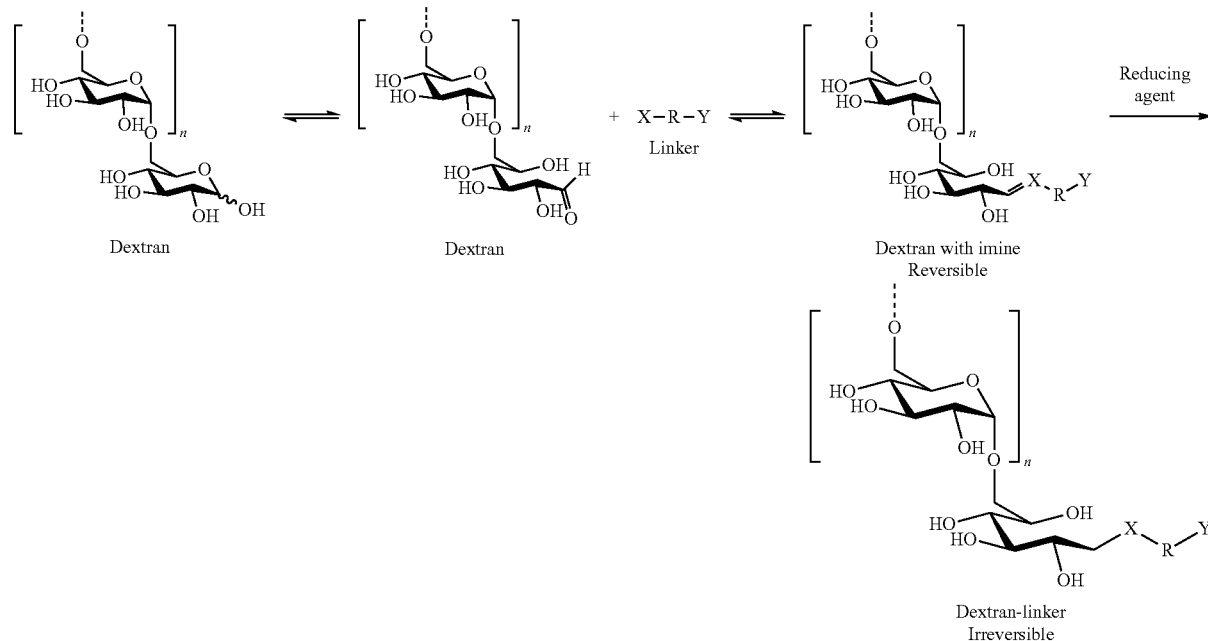 O
HO
O
HO
OH
O
n
HO
O
HO
OH
OH
Dextran
O
HO
O
HO
OH
O
n
OH
H
HO
HO
OH
O
Dextran
+
X–R–Y
Linker
O
HO
O
HO
OH
O
n
OH
HO
X
Y
HO
R
OH
Dextran with imine
Reversible
Reducing
agent
O
O
HO
HO
OH
O
n
OH
HO
HO
X
Y
R
OH
Dextran-linker
Irreversible